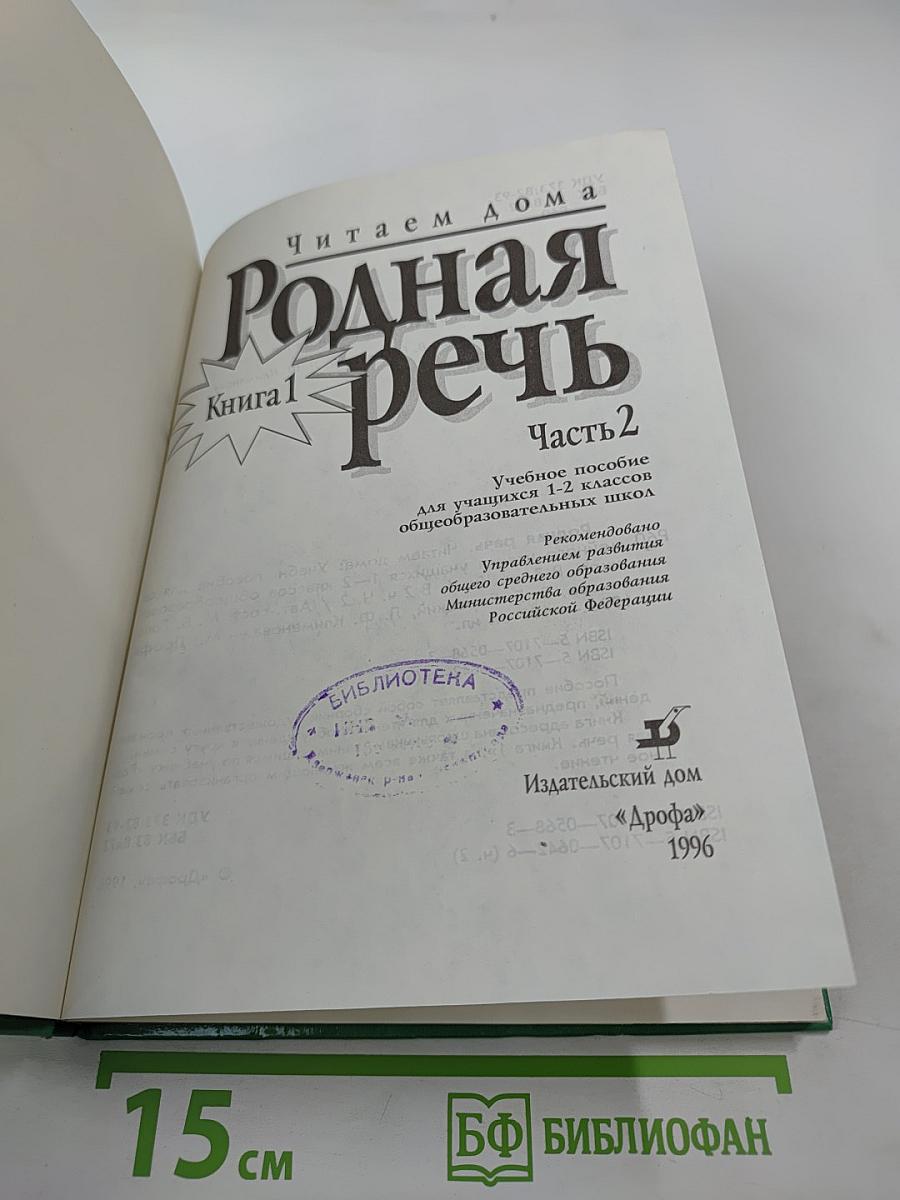 Читаем дома
Родная
речь
Книга 1
Часть 2
Учебное пособие
для учащихся 1-2 классов
общеобразовательных школ
Рекомендовано
Управлением развития
общего среднего образования
Министерства образования
Российской Федерации
БИБЛИОТЕКА
Издательский дом
«Дрофа»
1996
15 см
БФ БИБЛИОФАН